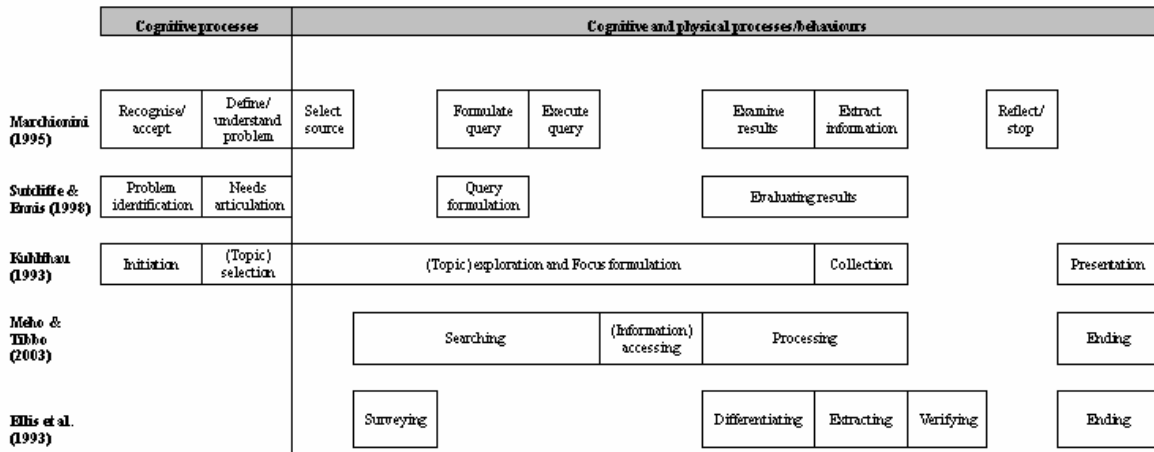 Cognitive processes
Cognitive and physical processes/behaviours
Marchionini
(1995)
Recognise/
accept
Define/
understand
problem
Select
source
Formulate
query
Execute
query
Examine
results
Extract
information
Reflect/
stop
Sutcliffe &
Ennis (1998)
Problem
identification
Needs
articulation
Query
formulation
Evaluating results
Kuhlthau
(1993)
Initiation
(Topic)
selection
(Topic) exploration and Focus formulation
Collection
Presentation
Meho &
Tibbo
(2003)
Searching
(Information)
accessing
Processing
Ending
Ellis et al.
(1993)
Surveying
Differentiating
Extracting
Verifying
Ending